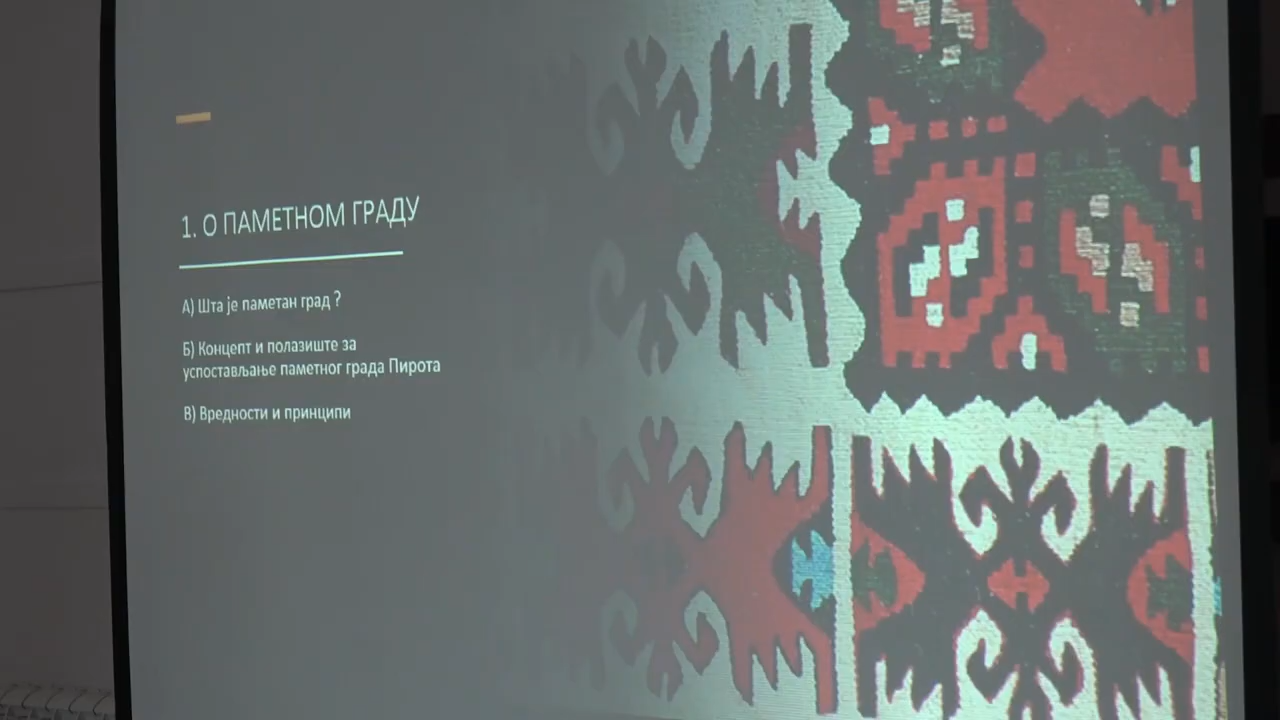 1. О ПАМЕТНОМ ГРАДУ
А) Шта је паметан град ?
Б) Концепт и полазиште за
успостављање паметног града Пирота
В) Вредности и принципи